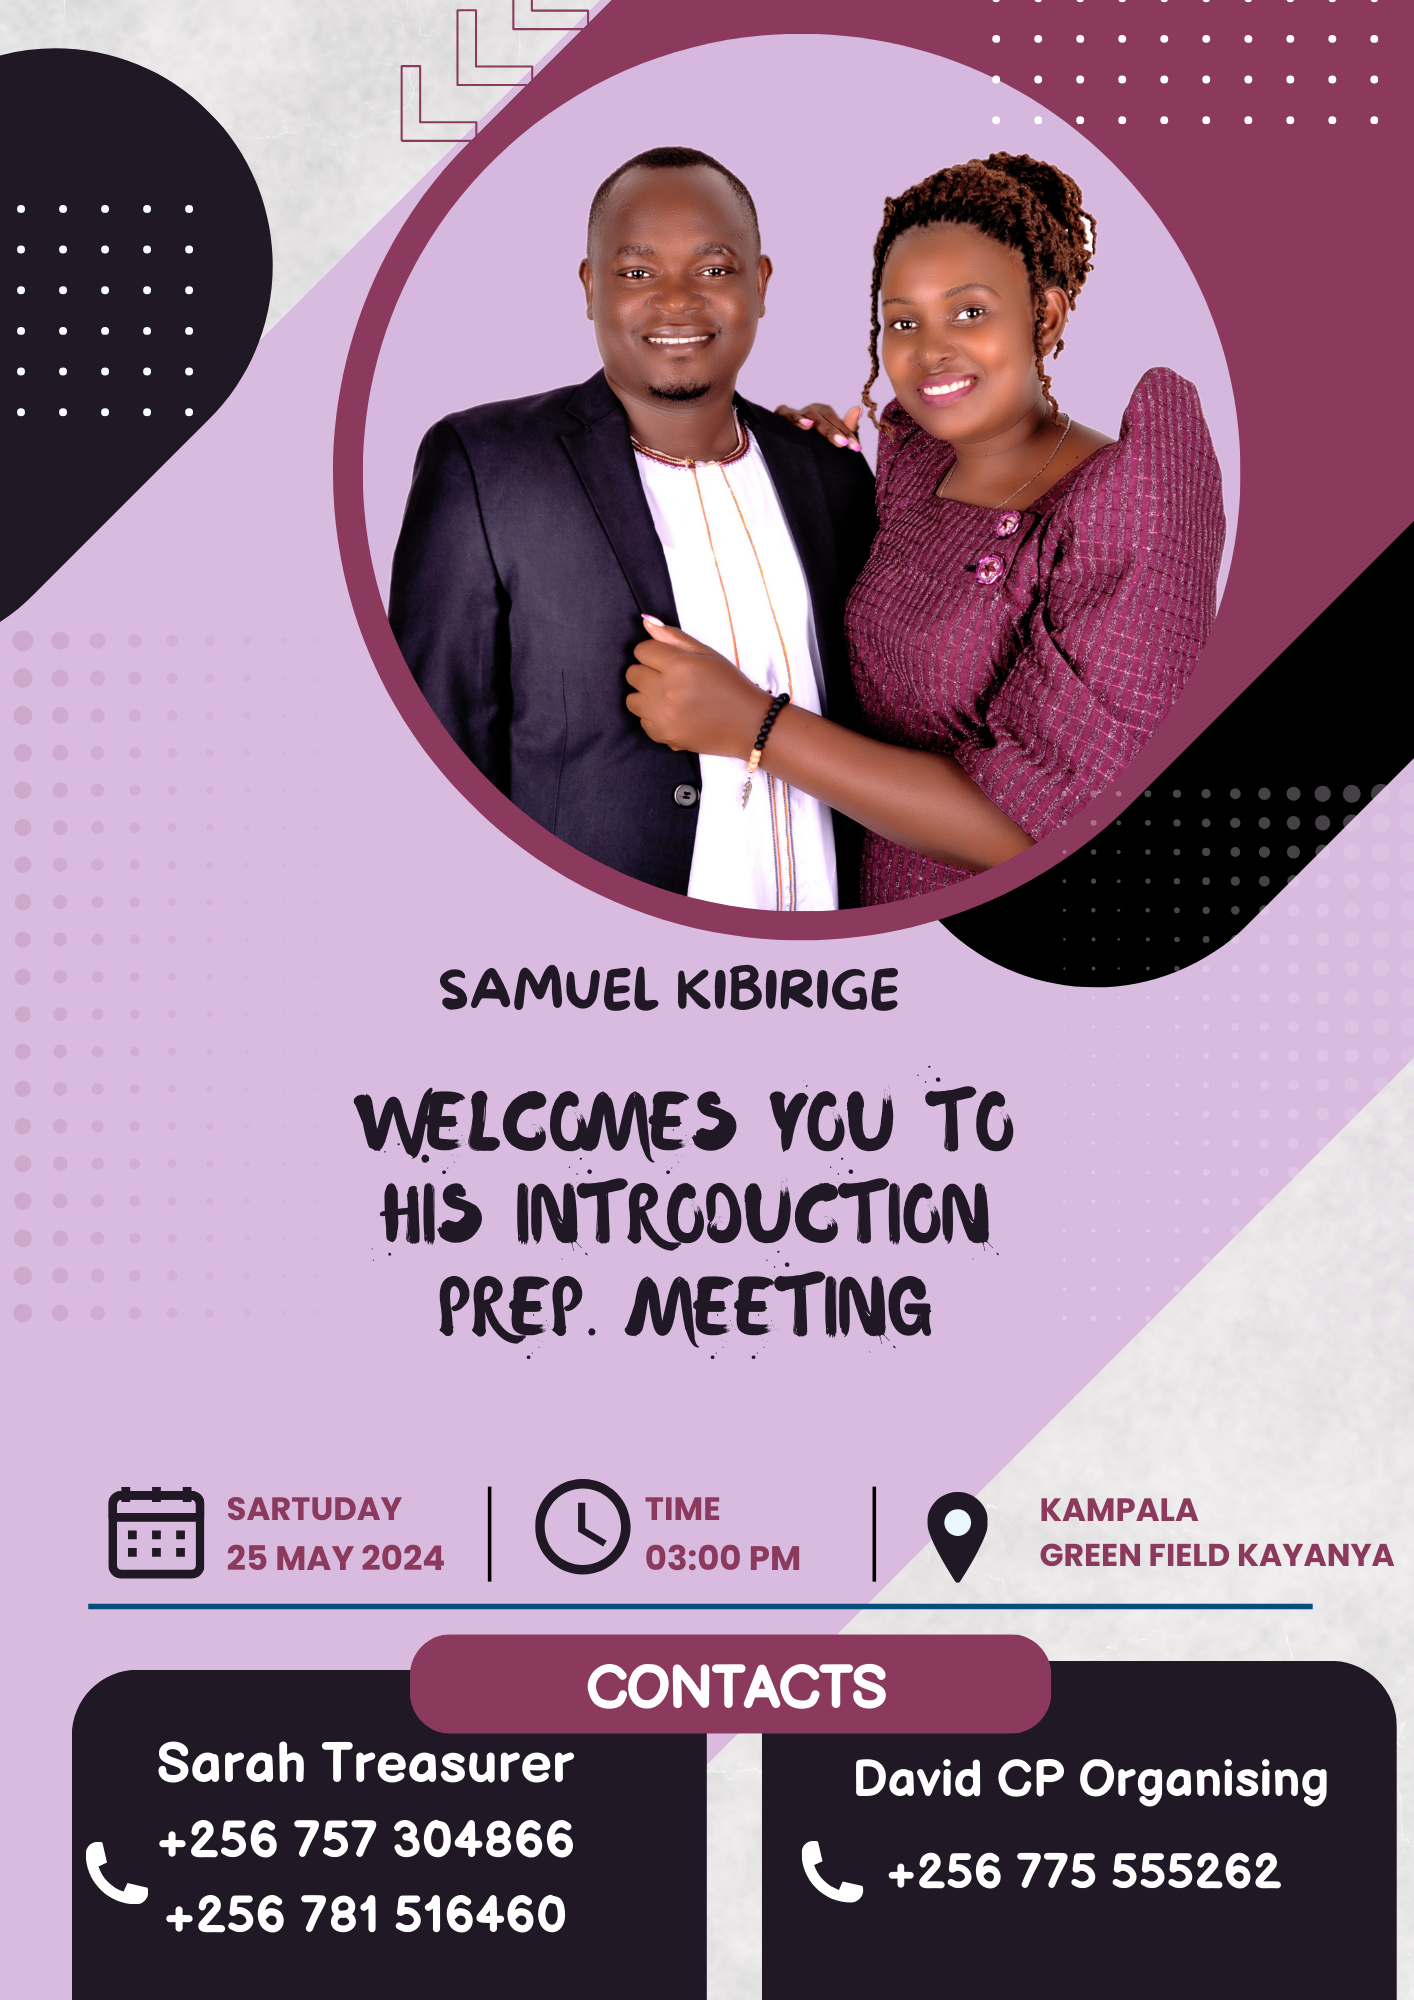 SAMUEL KIBIRIGE
WELCOMES YOU TO
HIS INTRODUCTION
PREP. MEETING
SARTUDAY
25 MAY 2024
TIME
03:00 PM
KAMPALA
GREEN FIELD KAYANYA
CONTACTS
Sarah Treasurer
+256 757 304866
+256 781 516460
David CP Organising
+256 775 555262